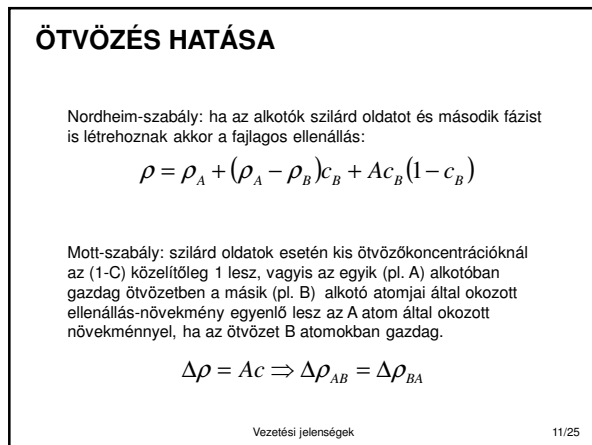 ÖTVÖZÉS HATÁSA
Nordheim-szabály: ha az alkotók szilárd oldatot és második fázist
is létrehoznak akkor a fajlagos ellenállás:
ρ = ρ_A + (ρ_A − ρ_B)c_B + Ac_B(1 − c_B)
Mott-szabály: szilárd oldatok esetén kis ötvözőkoncentrációknál
az (1-C) közelítőleg 1 lesz, vagyis az egyik (pl. A) alkotóban
gazdag ötvözetben a másik (pl. B) alkotó atomjai által okozott
ellenállás-növekmény egyenlő lesz az A atom által okozott
növekménnyel, ha az ötvözet B atomokban gazdag.
Δρ = Ac ⇒ Δρ_AB = Δρ_BA
Vezetési jelenségek 11/25